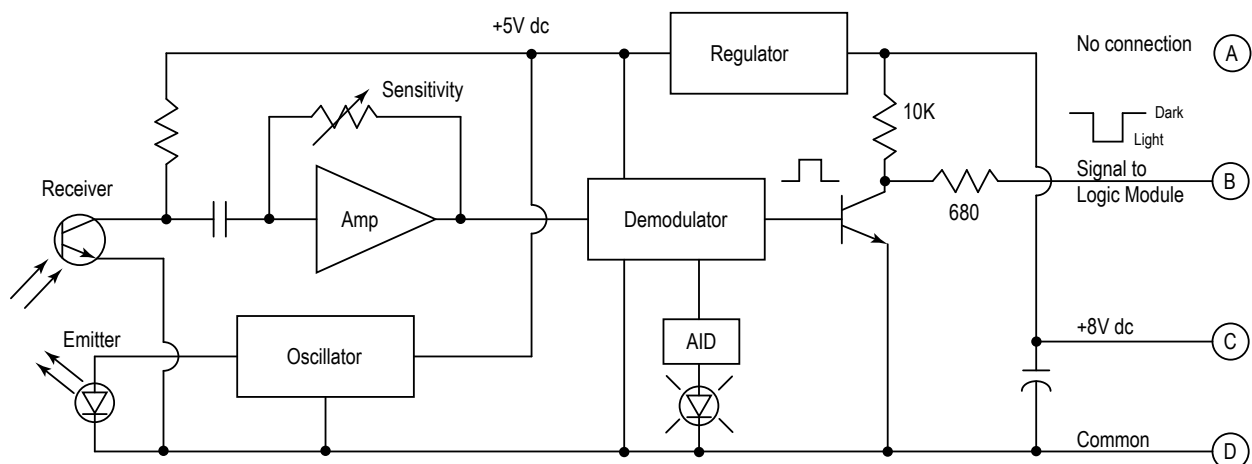 +5V dc
Regulator
No connection
A
Sensitivity
10K
Dark
Light
Receiver
Amp
Demodulator
680
Signal to
Logic Module
B
Emitter
Oscillator
AID
+8V dc
C
Common
D